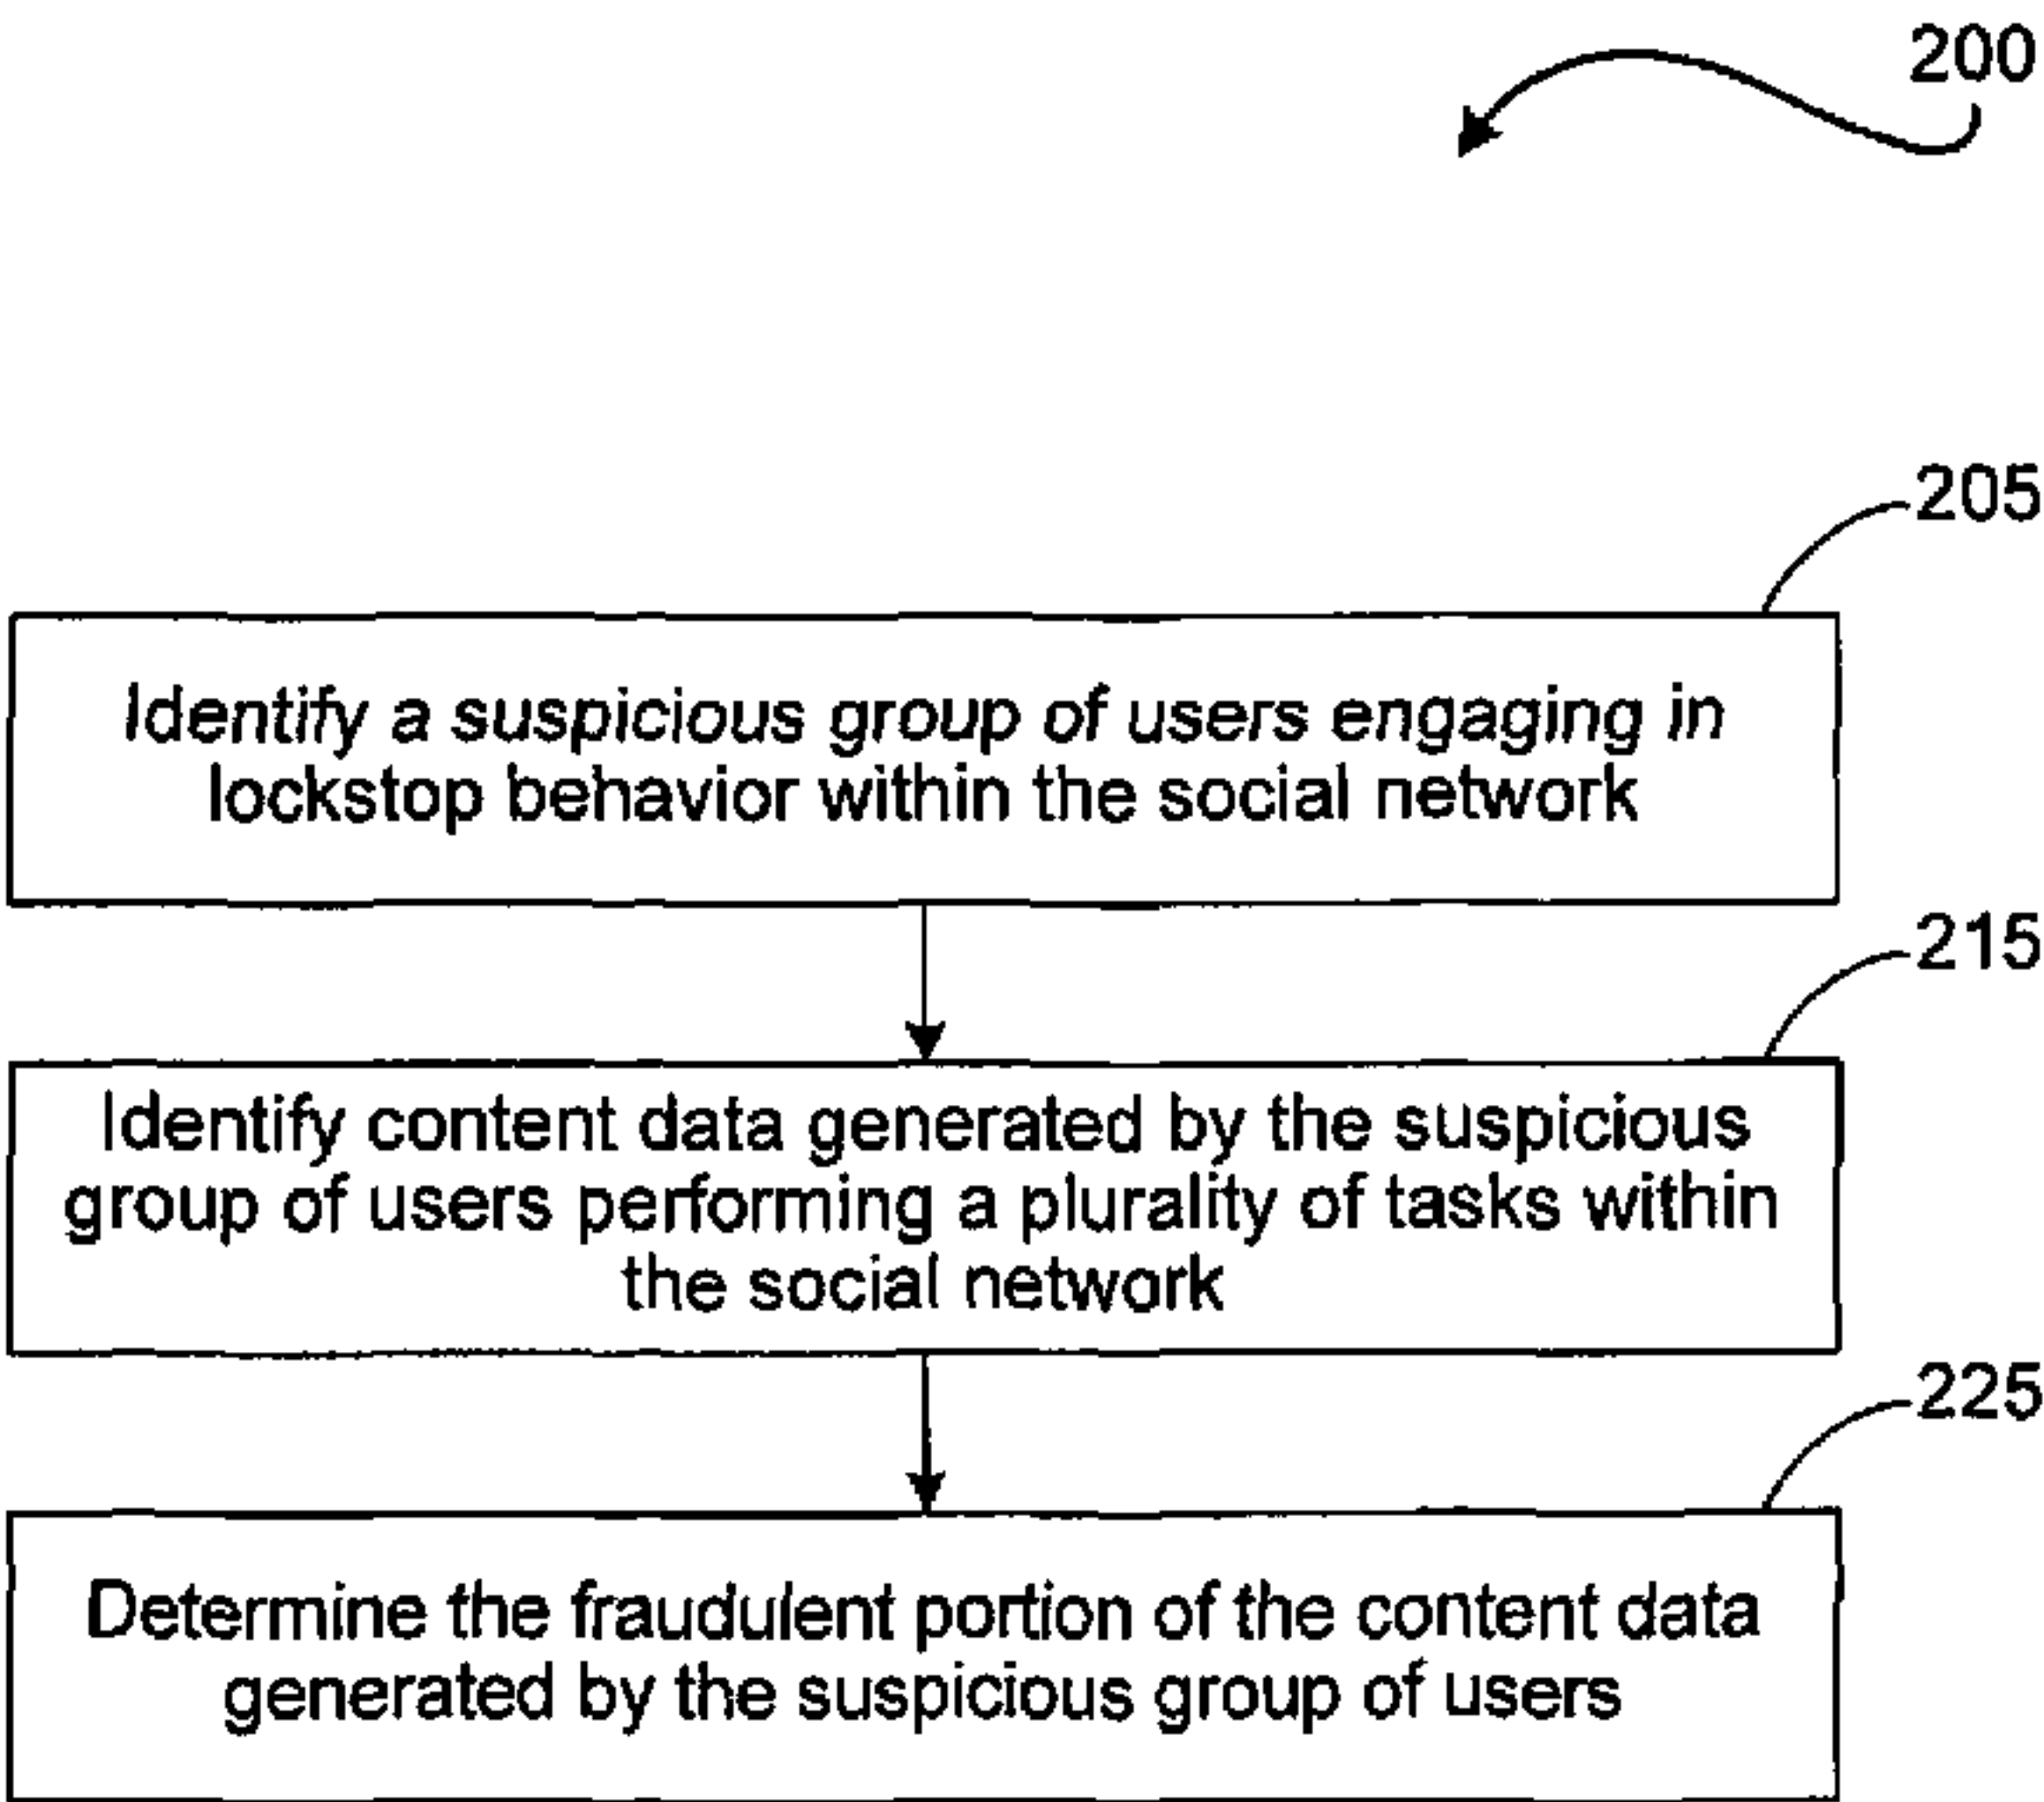 200
205
Identify a suspicious group of users engaging in
lockstop behavior within the social network
215
Identify content data generated by the suspicious
group of users performing a plurality of tasks within
the social network
225
Determine the fraudulent portion of the content data
generated by the suspicious group of users